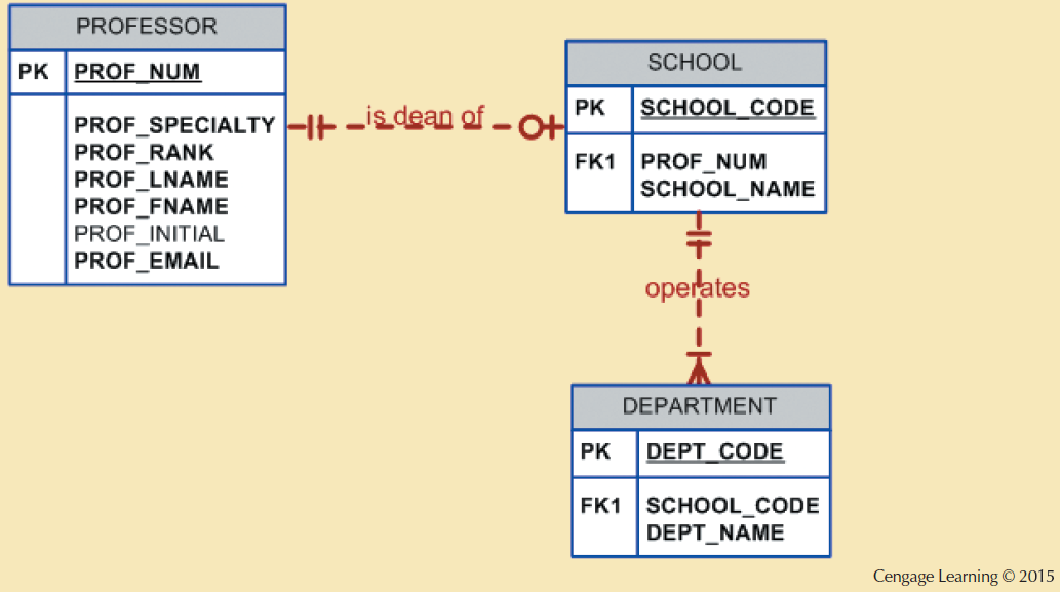 PROFESSOR
PK PROF_NUM
PROF_SPECIALTY
PROF_RANK
PROF_LNAME
PROF_FNAME
PROF_INITIAL
PROF_EMAIL
is dean of
SCHOOL
PK SCHOOL_CODE
FK1 PROF_NUM
SCHOOL_NAME
operates
DEPARTMENT
PK DEPT_CODE
FK1 SCHOOL_CODE
DEPT_NAME
Cengage Learning © 2015